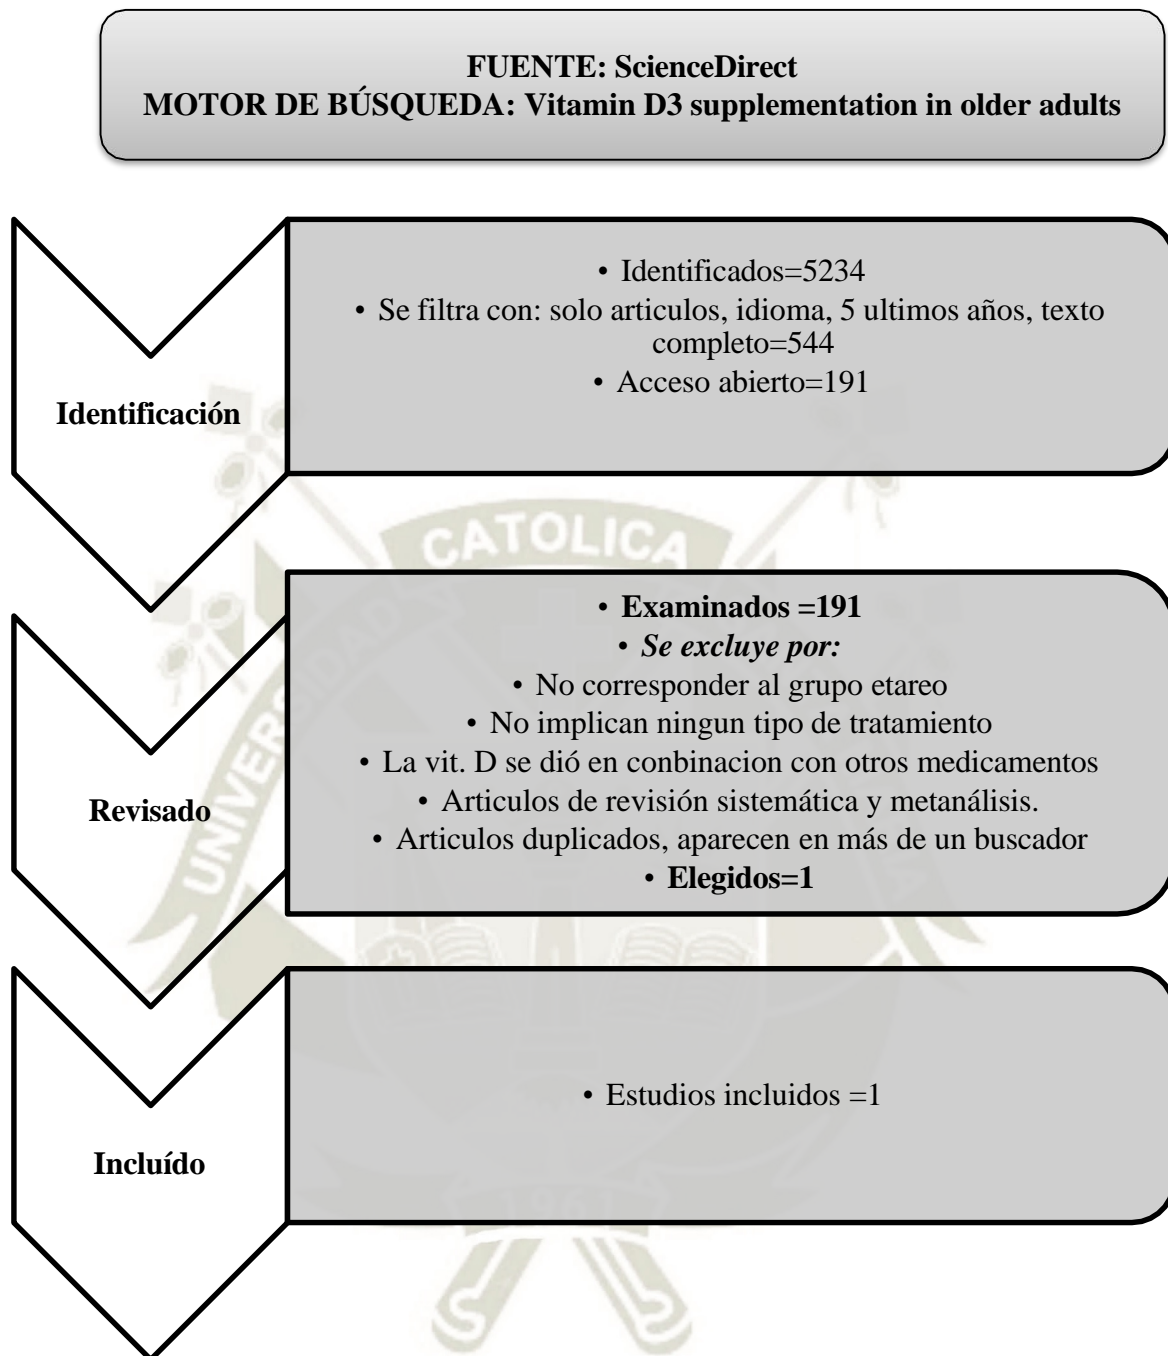 FUENTE: ScienceDirect
MOTOR DE BÚSQUEDA: Vitamin D3 supplementation in older adults
Identificación
• Identificados=5234
• Se filtra con: solo articulos, idioma, 5 ultimos años, texto
completo=544
• Acceso abierto=191
Revisado
• Examinados =191
• Se excluye por:
• No corresponder al grupo etareo
• No implican ningun tipo de tratamiento
• La vit. D se dió en conbinacion con otros medicamentos
• Articulos de revisión sistemática y metanálisis.
• Articulos duplicados, aparecen en más de un buscador
• Elegidos=1
Incluído
• Estudios incluidos =1
UNIVERSIDAD
CATOLICA
1961